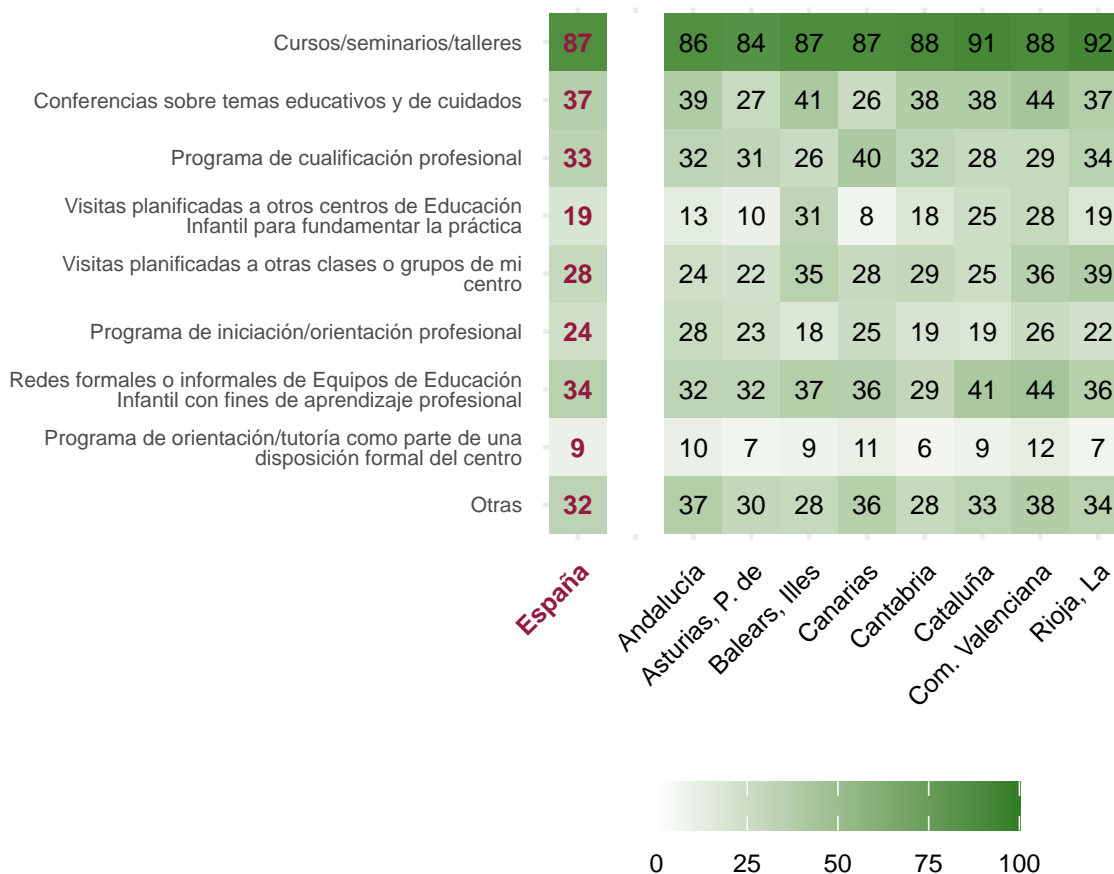 Cursos/seminarios/talleres 87 86 84 87 87 88 91 88 92
Conferencias sobre temas educativos y de cuidados 37 39 27 41 26 38 38 44 37
Programa de cualificación profesional 33 32 31 26 40 32 28 29 34
Visitas planificadas a otros centros de Educación
Infantil para fundamentar la práctica 19 13 10 31 8 18 25 28 19
Visitas planificadas a otras clases o grupos de mi
centro 28 24 22 35 28 29 25 36 39
Programa de iniciación/orientación profesional 24 28 23 18 25 19 19 26 22
Redes formales o informales de Equipos de Educación
Infantil con fines de aprendizaje profesional 34 32 32 37 36 29 41 44 36
Programa de orientación/tutoría como parte de una
disposición formal del centro 9 10 7 9 11 6 9 12 7
Otras 32 37 30 28 36 28 33 38 34
España Andalucía Asturias, P. de Balears, Illes Canarias Cantabria Cataluña Com. Valenciana Rioja, La
0 25 50 75 100